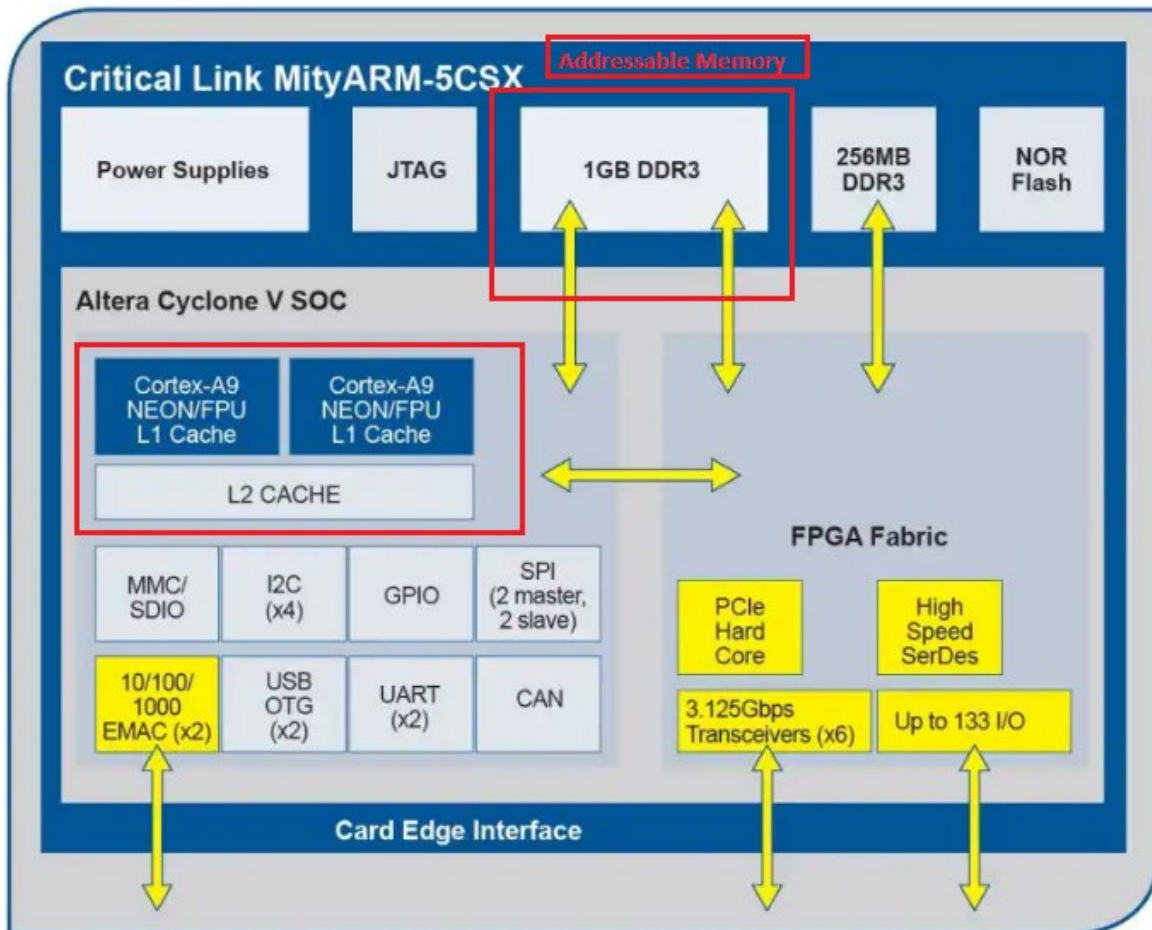 Addressable Memory
Critical Link MityARM-5CSX
Power Supplies
JTAG
1GB DDR3
256MB
DDR3
NOR
Flash
Altera Cyclone V SOC
Cortex-A9
NEON/FPU
L1 Cache
Cortex-A9
NEON/FPU
L1 Cache
L2 CACHE
FPGA Fabric
MMC/
SDIO
I2C
(x4)
GPIO
SPI
(2 master,
2 slave)
PCIe
Hard
Core
High
Speed
SerDes
10/100/
1000
EMAC (x2)
USB
OTG
(x2)
UART
(x2)
CAN
3.125Gbps
Transceivers (x6)
Up to 133 I/O
Card Edge Interface